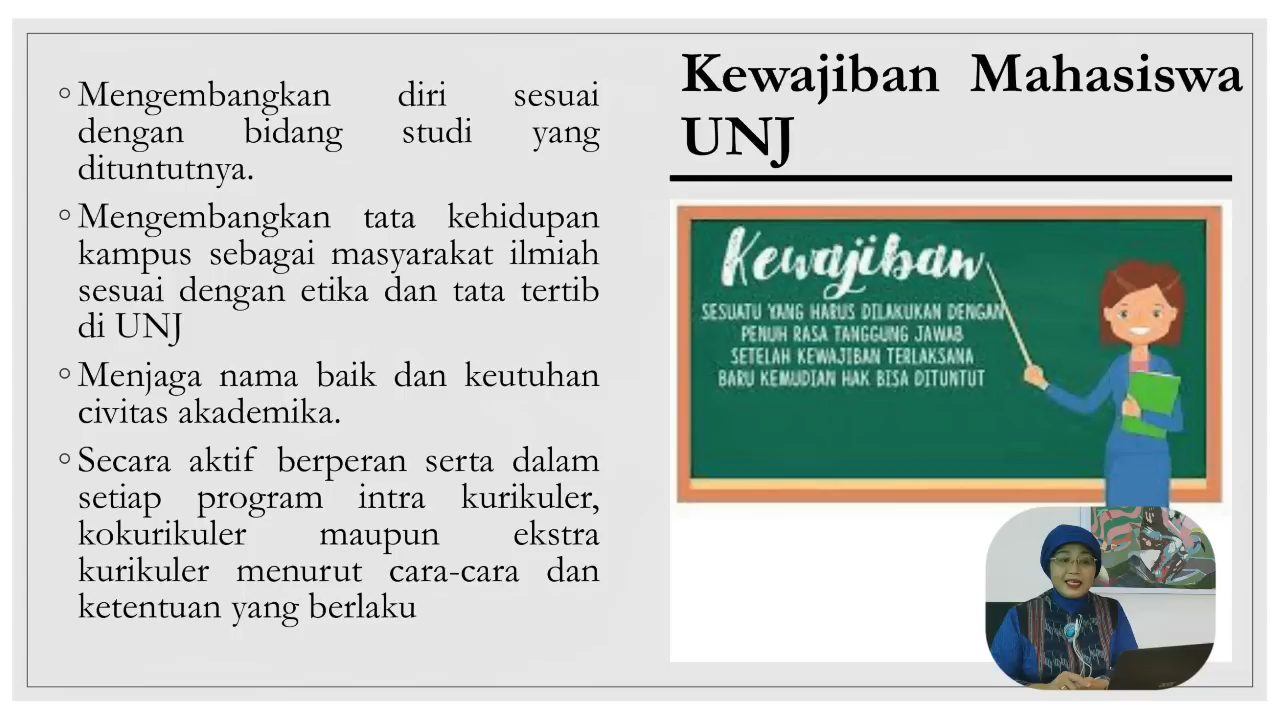 Kewajiban Mahasiswa
UNJ
◦ Mengembangkan diri sesuai
dengan bidang studi yang
dituntutnya.
◦ Mengembangkan tata kehidupan
kampus sebagai masyarakat ilmiah
sesuai dengan etika dan tata tertib
di UNJ
◦ Menjaga nama baik dan keutuhan
civitas akademika.
◦ Secara aktif berperan serta dalam
setiap program intra kurikuler,
kokurikuler maupun ekstra
kurikuler menurut cara-cara dan
ketentuan yang berlaku
Kewajiban
SESUATU YANG HARUS DILAKUKAN DENGAN
PENUH RASA TANGGUNG JAWAB
SETELAH KEWAJIBAN TERLAKSANA
BARU KEMUDIAN HAK BISA DITUNTUT